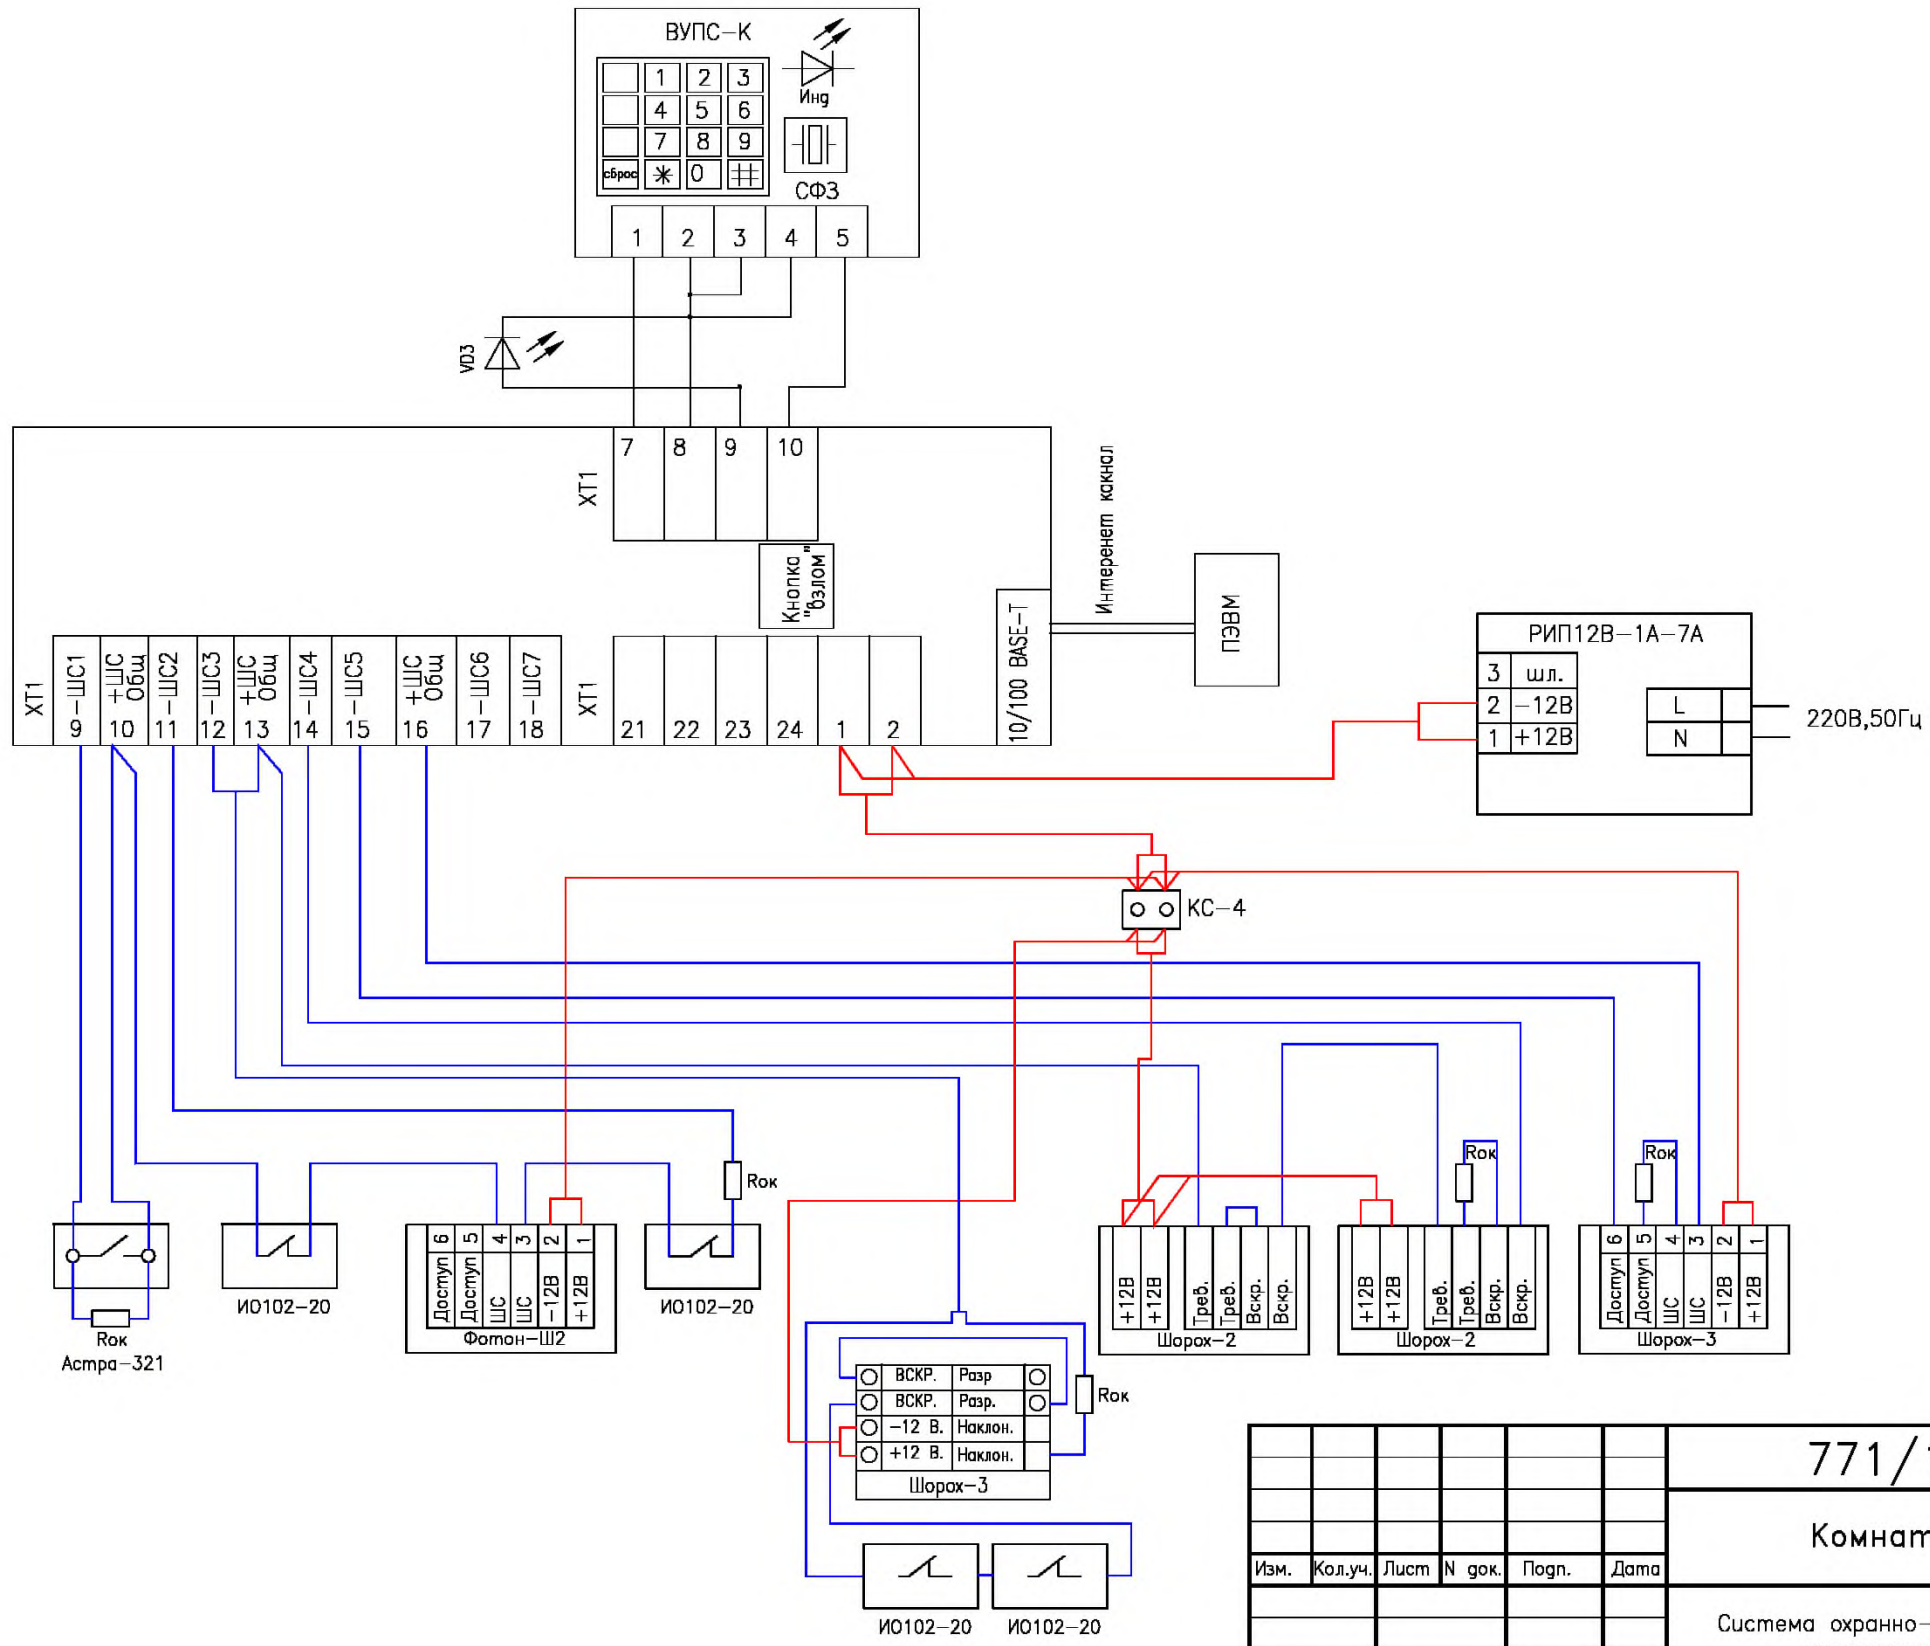 ВУПС-К
1 2 3
4 5 6
7 8 9
сброс * 0 #
Инд
СФЗ
1 2 3 4 5
VD3
ХТ1
7 8 9 10
Кнопка
"взлом"
10/100 BASE-T
Интеренет какнал
ПЭВМ
РИП12В-1А-7А
3 шл.
2 -12В
1 +12В
L
N
220В,50Гц
ХТ1
9 -ШС1
10 +ШС Общ
11 -ШС2
12 -ШС3
13 +ШС Общ
14 -ШС4
15 -ШС5
16 +ШС Общ
17 -ШС6
18 -ШС7
ХТ1
21 22 23 24 1 2
КС-4
Rок
Астра-321
ИО102-20
6 Доступ
5 Доступ
4 ШС
3 ШС
2 -12В
1 +12В
Фотон-Ш2
Rок
ИО102-20
+12В
+12В
Трев.
Трев.
Вскр.
Вскр.
Шорох-2
Rок
+12В
+12В
Трев.
Трев.
Вскр.
Вскр.
Шорох-2
Rок
6 Доступ
5 Доступ
4 ШС
3 ШС
2 -12В
1 +12В
Шорох-3
ВСКР. Разр
ВСКР. Разр.
-12 В. Наклон.
+12 В. Наклон.
Шорох-3
Rок
ИО102-20
ИО102-20
771/
Комнат
Изм. Кол.уч. Лист N док. Подп. Дата
Система охранно-